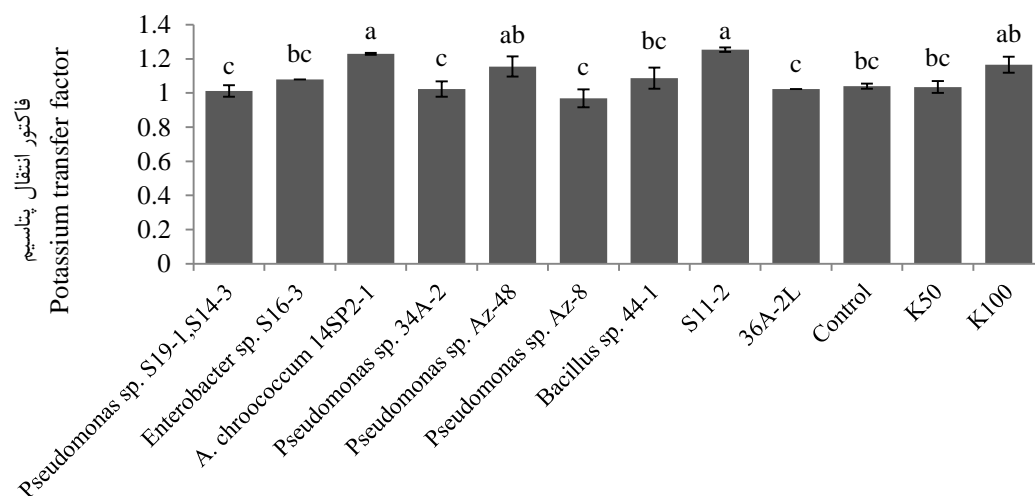 فاکتور انتقال پتاسیم
Potassium transfer factor
1.4
1.2
1
0.8
0.6
0.4
0.2
0
c
bc
a
c
ab
c
bc
a
c
bc
bc
ab
Pseudomonas sp. S19-1,S14-3
Enterobacter sp. S16-3
A. chroococcum 14SP2-1
Pseudomonas sp. 34A-2
Pseudomonas sp. Az-48
Pseudomonas sp. Az-8
Bacillus sp. 44-1
S11-2
36A-2L
Control
K50
K100